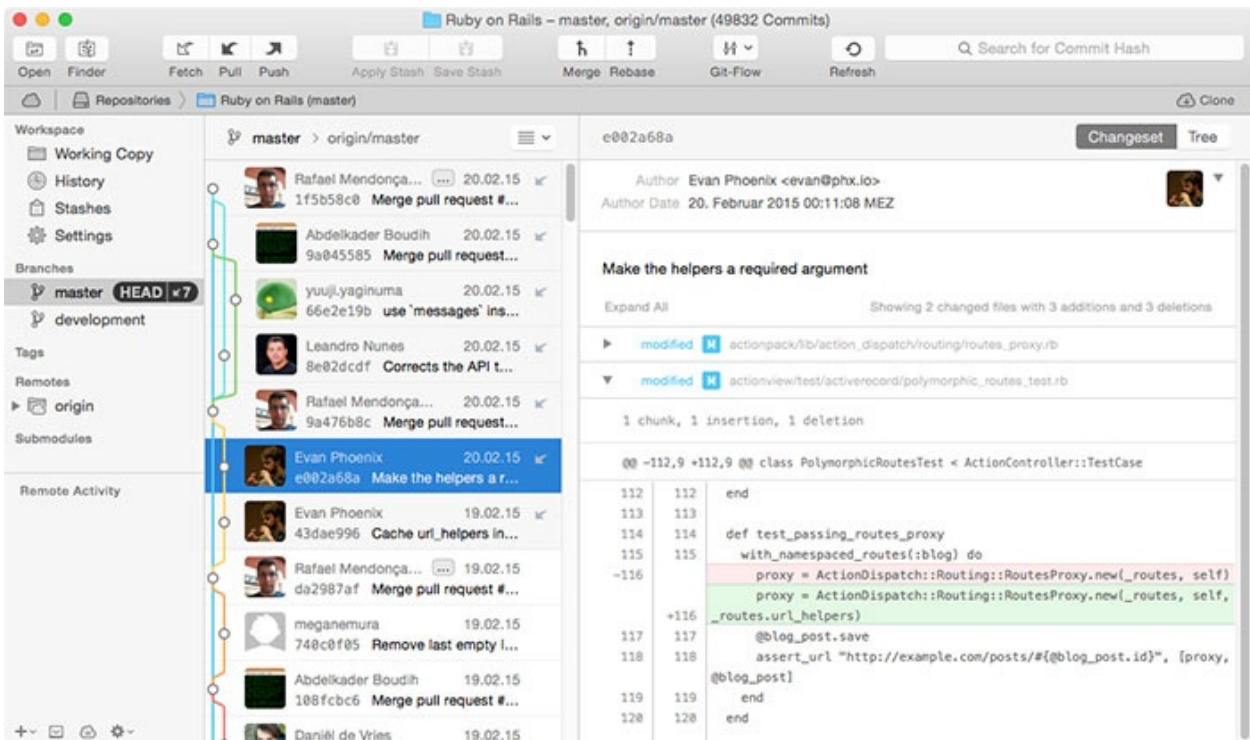 Ruby on Rails – master, origin/master (49832 Commits)
Open Finder Fetch Pull Push Apply Stash Save Stash Merge Rebase Git-Flow Refresh Search for Commit Hash
Repositories Ruby on Rails (master) Clone
Workspace
Working Copy
History
Stashes
Settings
Branches
master HEAD 7
development
Tags
Remotes
origin
Submodules
Remote Activity
master > origin/master
Rafael Mendonça... ... 20.02.15
1f5b58c0 Merge pull request #...
Abdelkader Boudih 20.02.15
9a045585 Merge pull request...
yuuji.yaginuma 20.02.15
66e2e19b use `messages` ins...
Leandro Nunes 20.02.15
8e02dcdf Corrects the API t...
Rafael Mendonça... 20.02.15
9a476b8c Merge pull request...
Evan Phoenix 20.02.15
e002a68a Make the helpers a r...
Evan Phoenix 19.02.15
43dae996 Cache url_helpers in...
Rafael Mendonça... ... 19.02.15
da2987af Merge pull request #...
meganemura 19.02.15
740c0f05 Remove last empty l...
Abdelkader Boudih 19.02.15
108fcbc6 Merge pull request #...
Daniël de Vries 19.02.15
e002a68a Changeset Tree
Author Evan Phoenix <evan@phx.io>
Author Date 20. Februar 2015 00:11:08 MEZ
Make the helpers a required argument
Expand All Showing 2 changed files with 3 additions and 3 deletions
modified M actionpack/lib/action_dispatch/routing/routes_proxy.rb
modified M actionview/test/activerecord/polymorphic_routes_test.rb
1 chunk, 1 insertion, 1 deletion
@@ -112,9 +112,9 @@ class PolymorphicRoutesTest < ActionController::TestCase
112 112 end
113 113
114 114 def test_passing_routes_proxy
115 115 with_namespaced_routes(:blog) do
-116 proxy = ActionDispatch::Routing::RoutesProxy.new(_routes, self)
proxy = ActionDispatch::Routing::RoutesProxy.new(_routes, self,
+116 _routes.url_helpers)
117 117 @blog_post.save
118 118 assert_url "http://example.com/posts/#{@blog_post.id}", [proxy,
@blog_post]
119 119 end
120 120 end